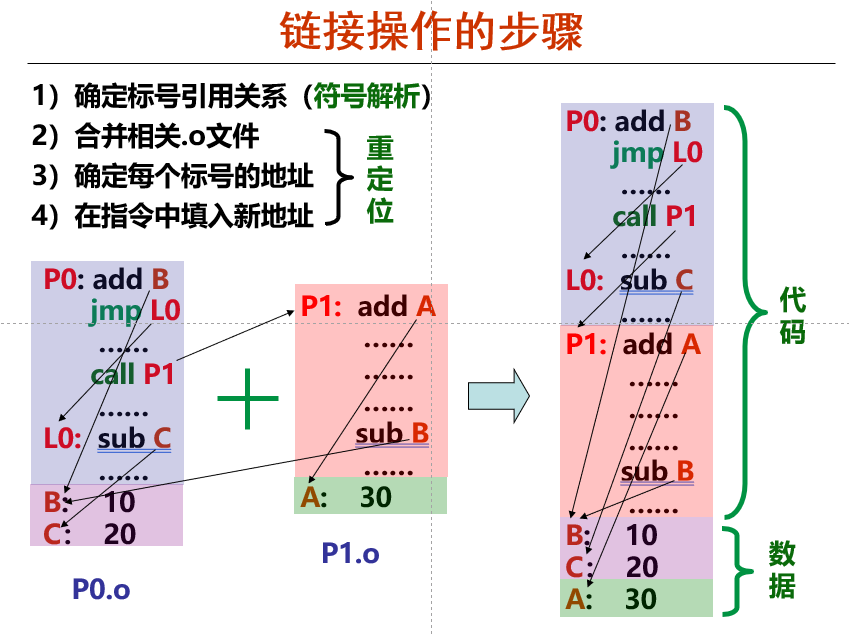 链接操作的步骤
1）确定标号引用关系（符号解析）
2）合并相关.o文件
3）确定每个标号的地址
4）在指令中填入新地址
重定位
P0: add B
jmp L0
……
call P1
……
L0: sub C
……
B: 10
C: 20
P0.o
P1: add A
……
……
……
sub B
……
A: 30
P1.o
P0: add B
jmp L0
……
call P1
……
L0: sub C
……
P1: add A
……
……
……
sub B
……
B: 10
C: 20
A: 30
代码
数据